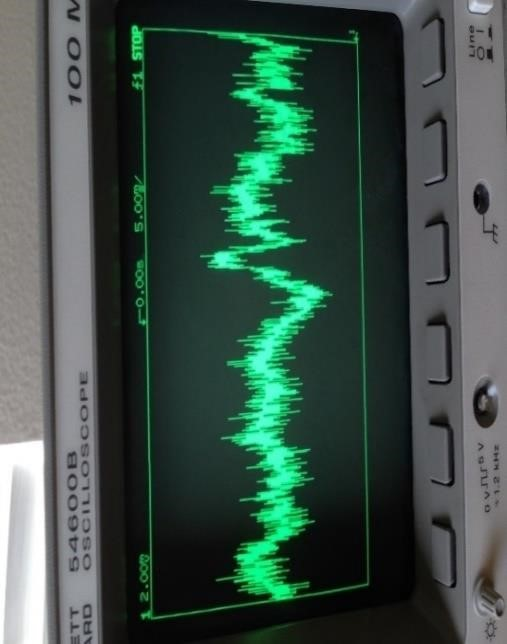 ETT 54600B
ARD OSCILLOSCOPE
100 M
1 2.00V
←0.00s 5.00m/
f1 STOP
Line
0 V 5 V
≈ 1.2 kHz